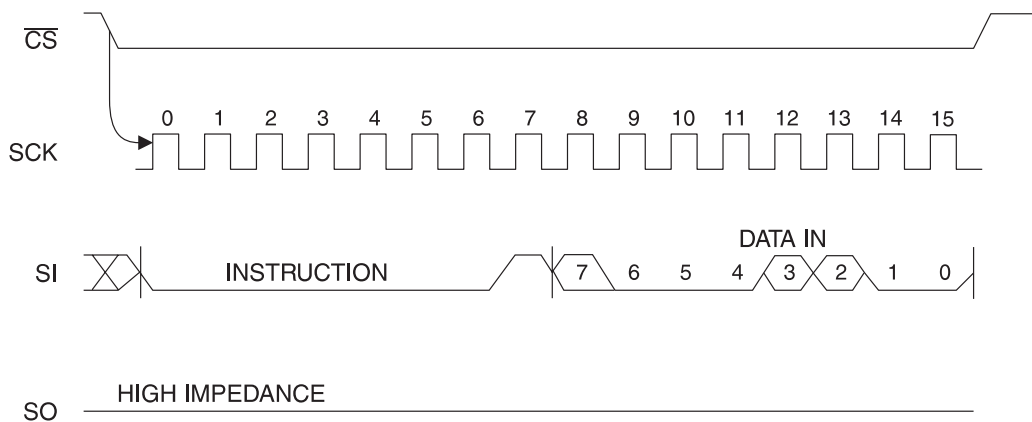 CS
0 1 2 3 4 5 6 7 8 9 10 11 12 13 14 15
SCK
DATA IN
SI INSTRUCTION 7 6 5 4 3 2 1 0
HIGH IMPEDANCE
SO